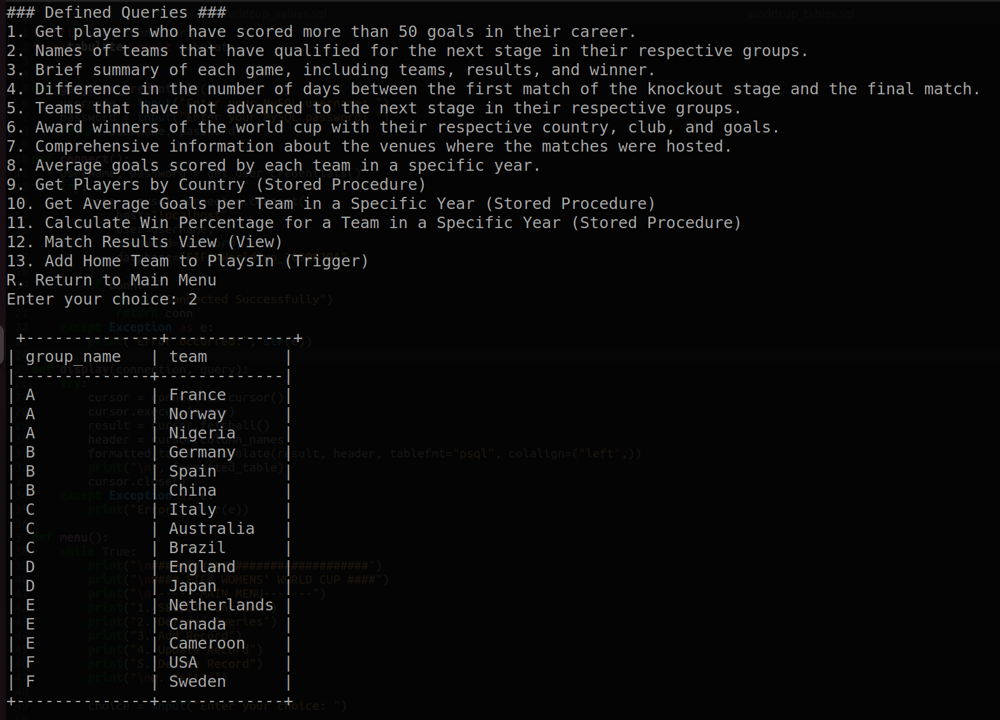 ### Defined Queries ###
1. Get players who have scored more than 50 goals in their career.
2. Names of teams that have qualified for the next stage in their respective groups.
3. Brief summary of each game, including teams, results, and winner.
4. Difference in the number of days between the first match of the knockout stage and the final match.
5. Teams that have not advanced to the next stage in their respective groups.
6. Award winners of the world cup with their respective country, club, and goals.
7. Comprehensive information about the venues where the matches were hosted.
8. Average goals scored by each team in a specific year.
9. Get Players by Country (Stored Procedure)
10. Get Average Goals per Team in a Specific Year (Stored Procedure)
11. Calculate Win Percentage for a Team in a Specific Year (Stored Procedure)
12. Match Results View (View)
13. Add Home Team to PlaysIn (Trigger)
R. Return to Main Menu
Enter your choice: 2
 +--------------+-------------+
| group_name   | team        |
|--------------+-------------|
| A            | France      |
| A            | Norway      |
| A            | Nigeria     |
| B            | Germany     |
| B            | Spain       |
| B            | China       |
| C            | Italy       |
| C            | Australia   |
| C            | Brazil      |
| D            | England     |
| D            | Japan       |
| E            | Netherlands |
| E            | Canada      |
| E            | Cameroon    |
| F            | USA         |
| F            | Sweden      |
+--------------+-------------+